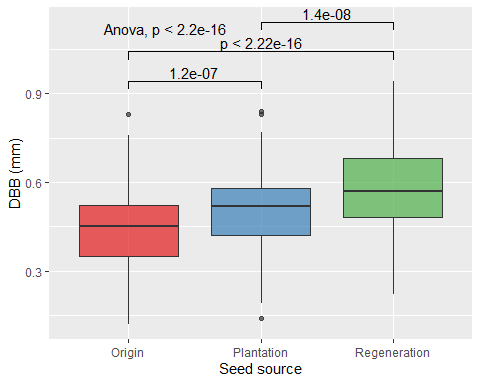 1.4e-08
Anova, p < 2.2e-16
p < 2.22e-16
1.2e-07
0.9
0.6
0.3
DBB (mm)
Origin Plantation Regeneration
Seed source